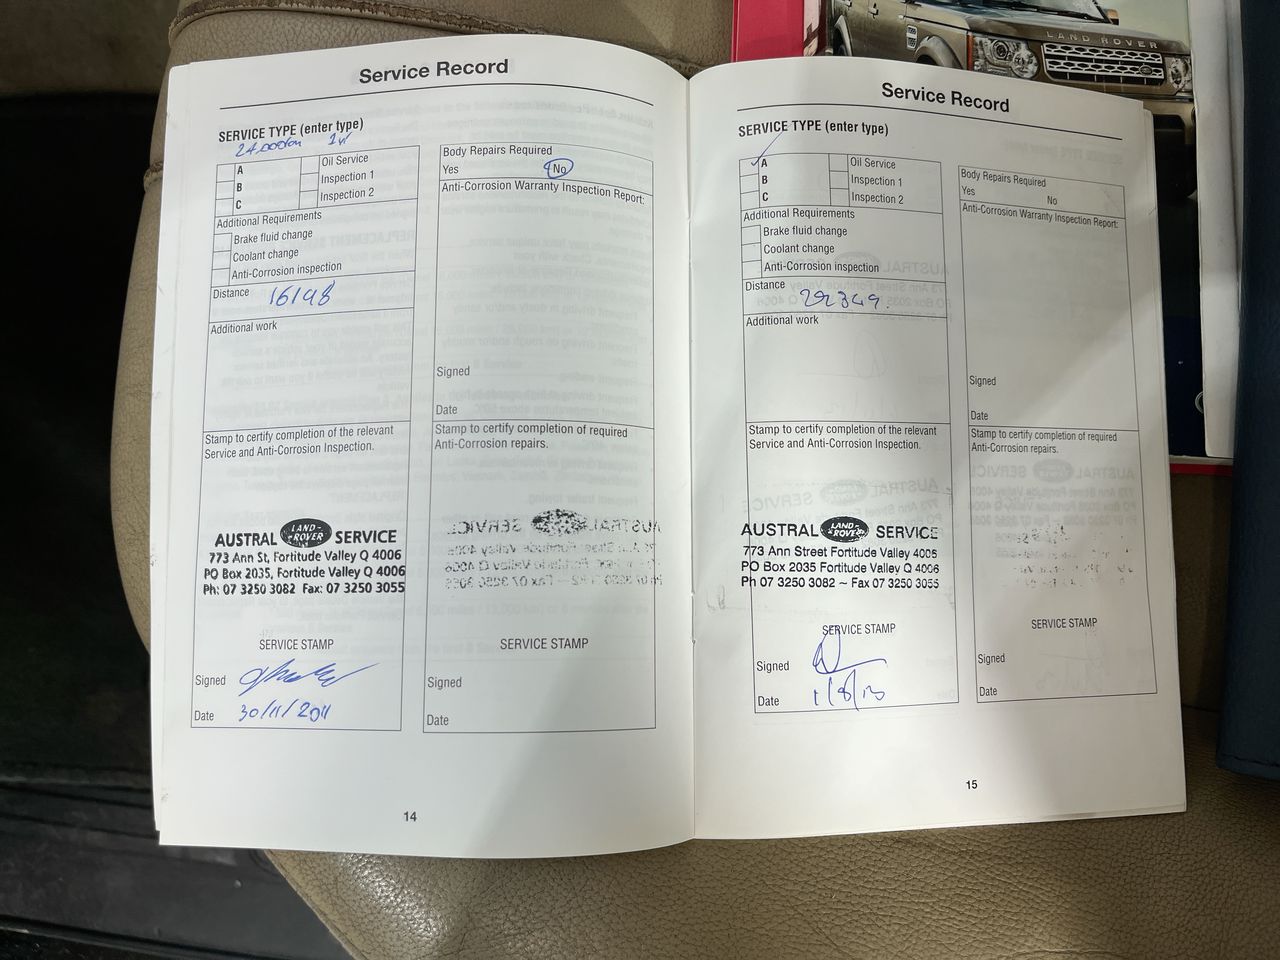 LAND ROVER
Service Record
SERVICE TYPE (enter type)
24,000km 1yr
A
B
C
Oil Service
Inspection 1
Inspection 2
Additional Requirements
Brake fluid change
Coolant change
Anti-Corrosion inspection
Distance 16198
Additional work
Stamp to certify completion of the relevant
Service and Anti-Corrosion Inspection.
AUSTRAL LAND-ROVER SERVICE
773 Ann St, Fortitude Valley Q 4006
PO Box 2035, Fortitude Valley Q 4006
Ph: 07 3250 3082 Fax: 07 3250 3055
SERVICE STAMP
Signed
Date 30/11/2011
Body Repairs Required
Yes No
Anti-Corrosion Warranty Inspection Report:
Signed
Date
Stamp to certify completion of required
Anti-Corrosion repairs.
SERVICE STAMP
Signed
Date
14
Service Record
SERVICE TYPE (enter type)
A
B
C
Oil Service
Inspection 1
Inspection 2
Additional Requirements
Brake fluid change
Coolant change
Anti-Corrosion inspection
Distance 22349.
Additional work
Stamp to certify completion of the relevant
Service and Anti-Corrosion Inspection.
AUSTRAL LAND-ROVER SERVICE
773 Ann Street Fortitude Valley 4006
PO Box 2035 Fortitude Valley Q 4006
Ph 07 3250 3082 ~ Fax 07 3250 3055
SERVICE STAMP
Signed
Date
Body Repairs Required
Yes No
Anti-Corrosion Warranty Inspection Report:
Signed
Date
Stamp to certify completion of required
Anti-Corrosion repairs.
SERVICE STAMP
Signed
Date
15